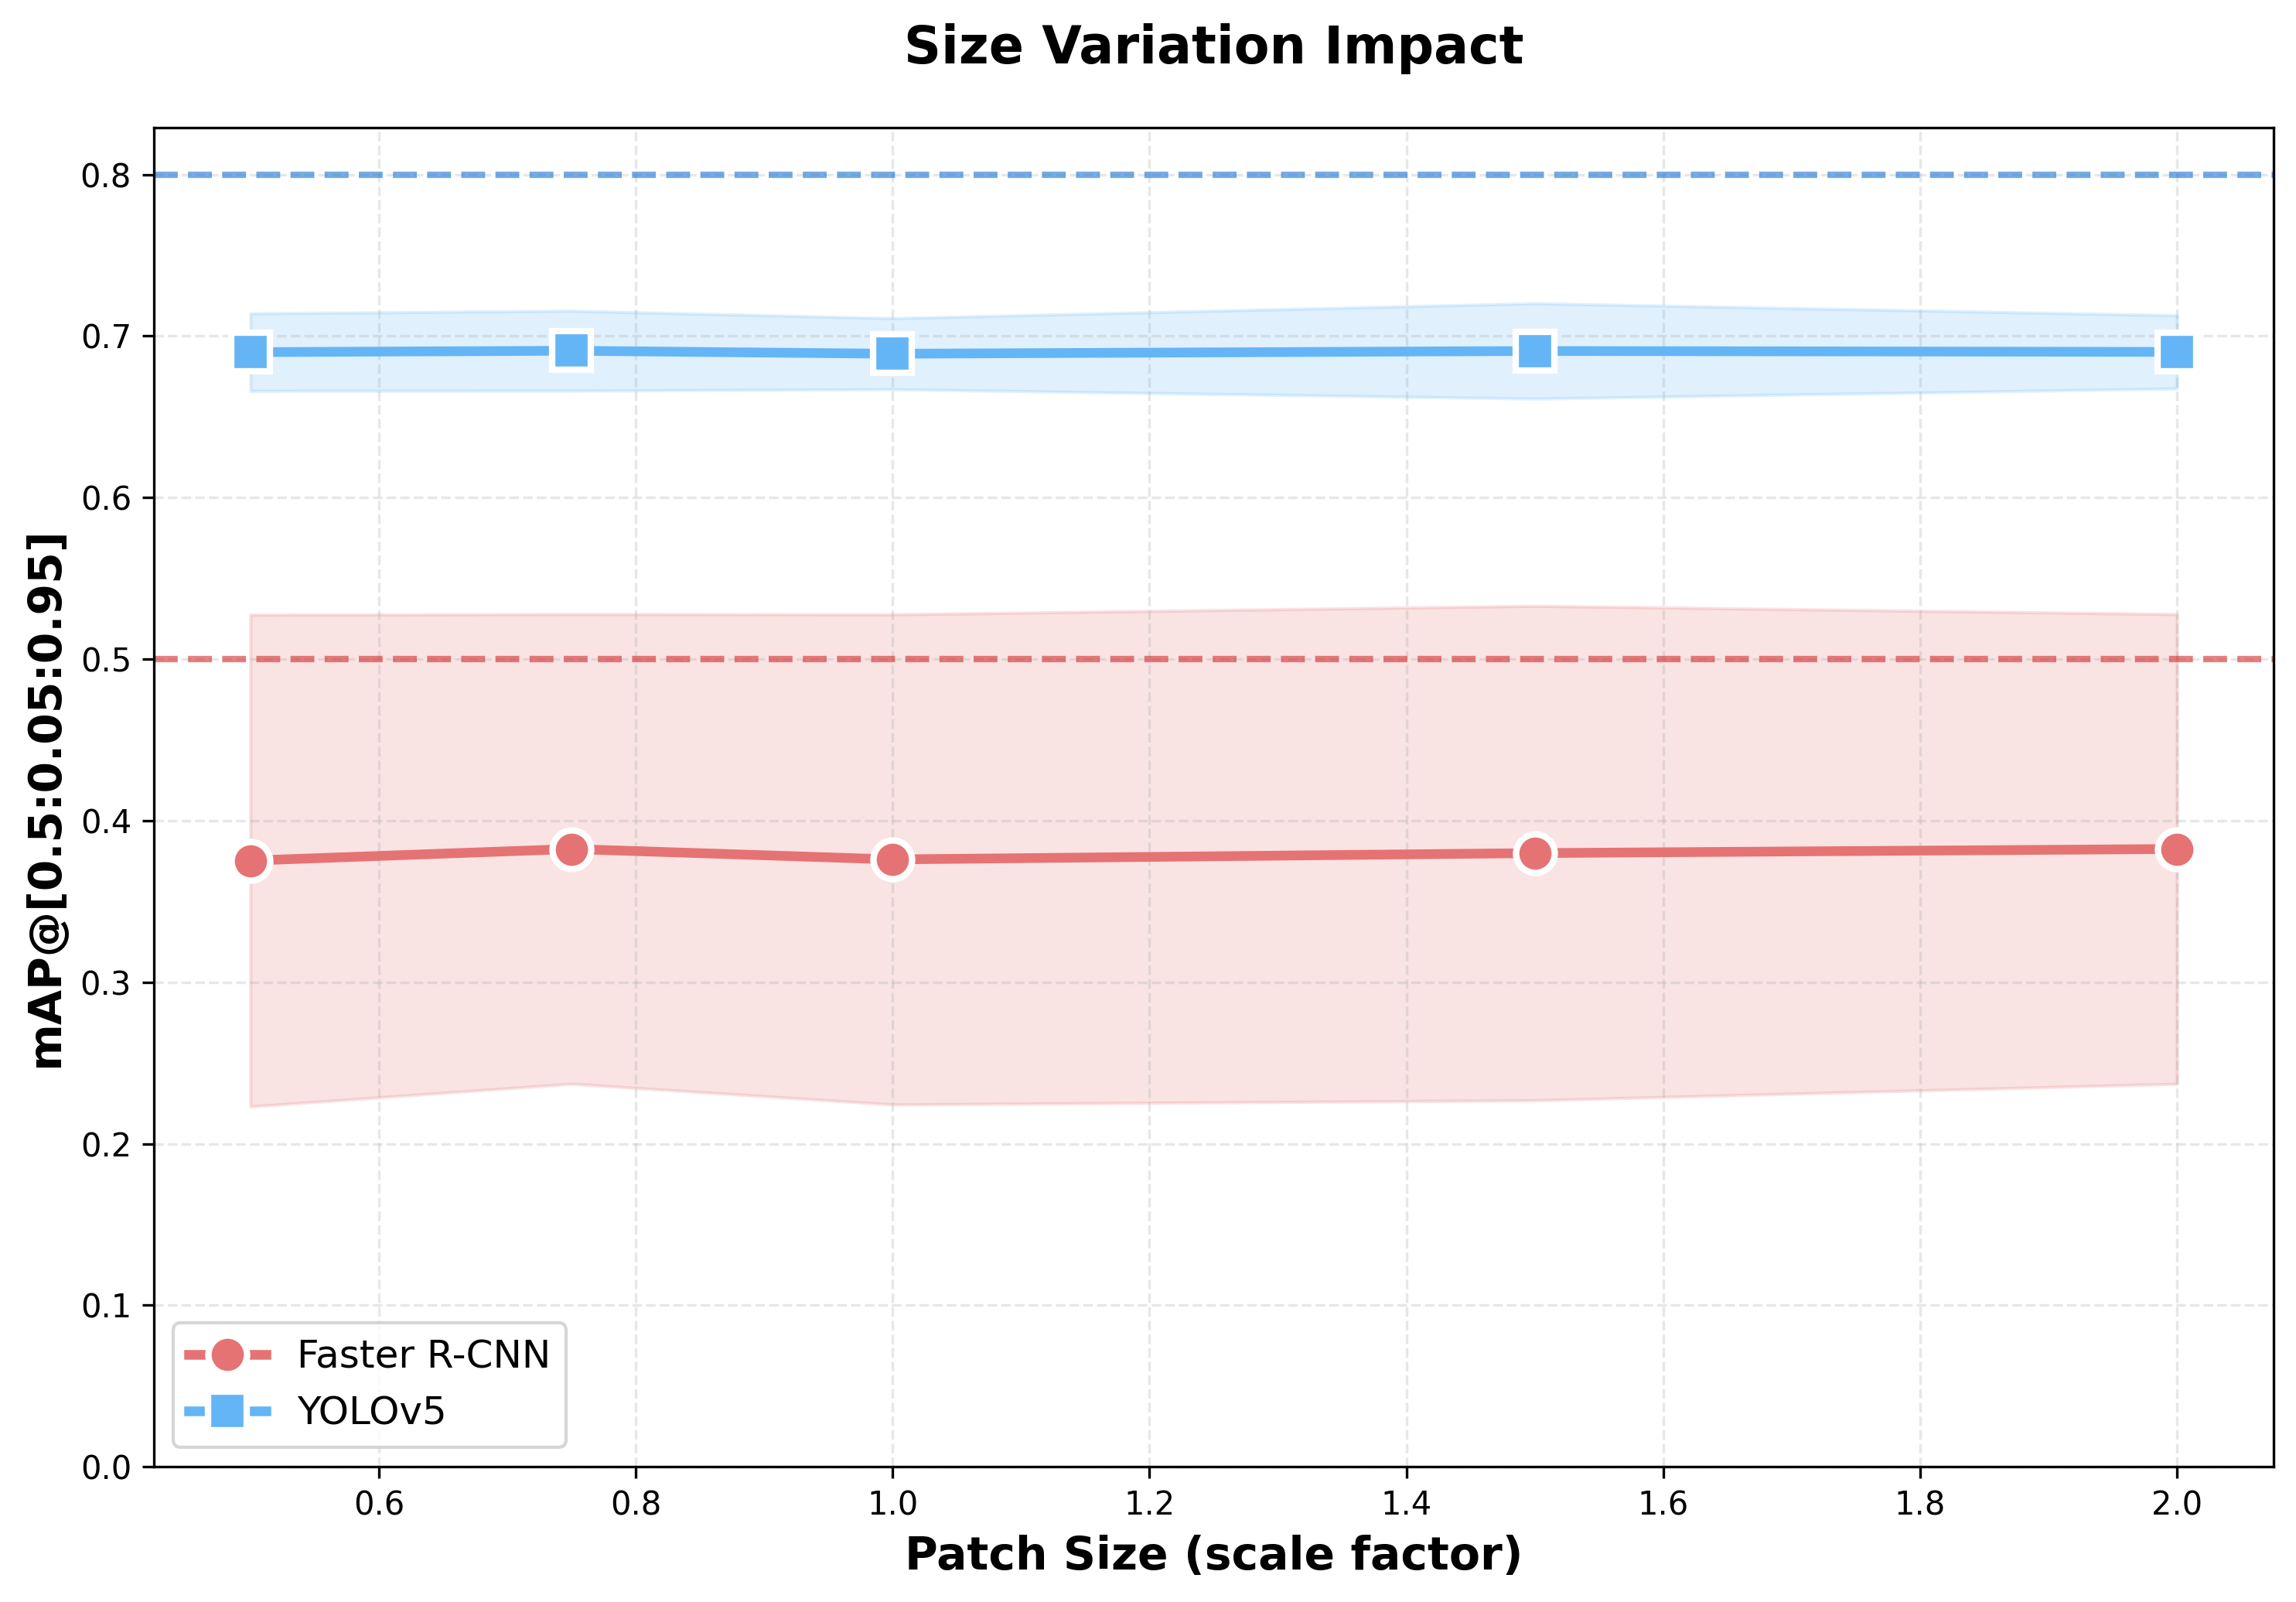 Size Variation Impact
mAP@[0.5:0.05:0.95]
0.8
0.7
0.6
0.5
0.4
0.3
0.2
0.1
0.0
Faster R-CNN
YOLOv5
0.6 0.8 1.0 1.2 1.4 1.6 1.8 2.0
Patch Size (scale factor)